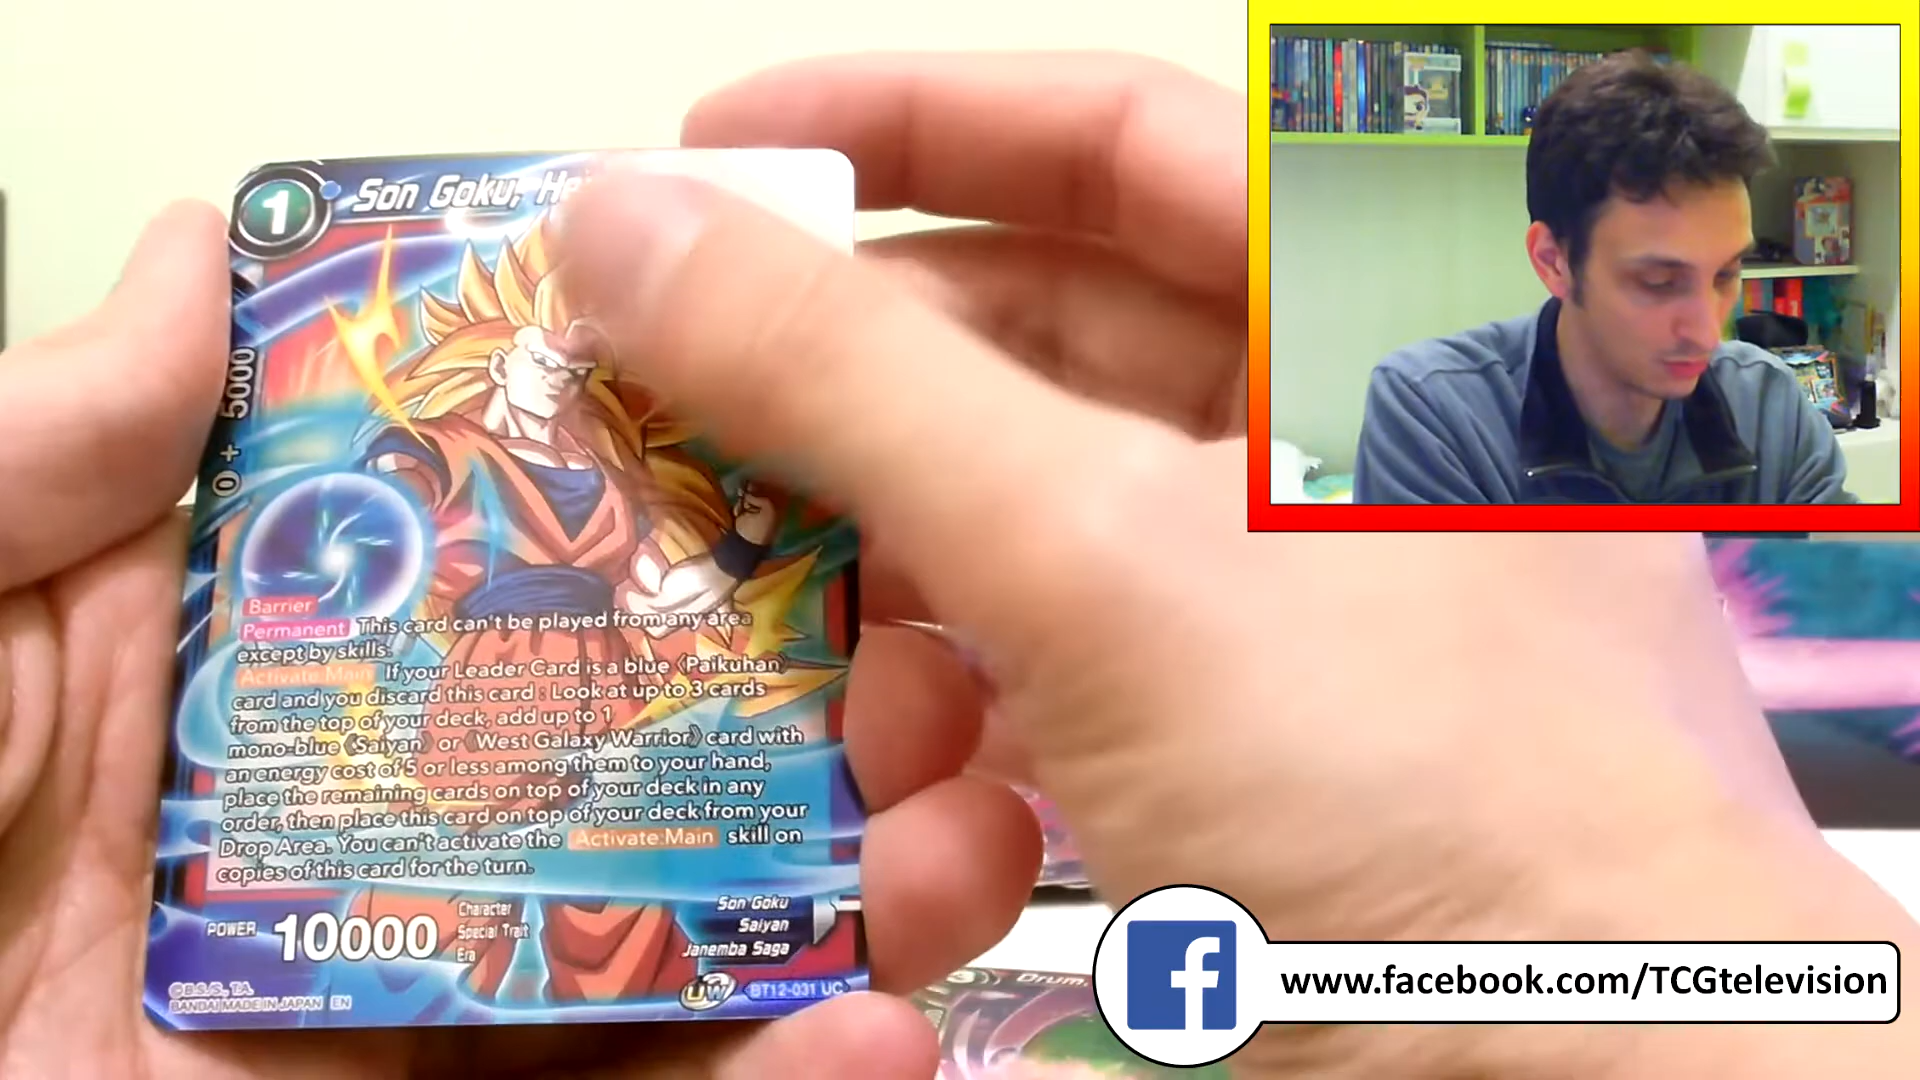 1
Son Goku,
0 + 5000
Barrier
Permanent This card can't be played from any area
except by skills.
Activate:Main If your Leader Card is a blue 《Paikuhan》
card and you discard this card : Look at up to 3 cards
from the top of your deck, add up to 1
mono-blue 《Saiyan》 or 《West Galaxy Warrior》 card with
an energy cost of 5 or less among them to your hand,
place the remaining cards on top of your deck in any
order, then place this card on top of your deck from your
Drop Area. You can't activate the Activate:Main skill on
copies of this card for the turn.
POWER 10000
Character Son Goku
Special Trait Saiyan
Era Janemba Saga
©B.S./S., T.A.
BANDAI MADE IN JAPAN EN
UW BT12-031 UC
3 Drum
f www.facebook.com/TCGtelevision